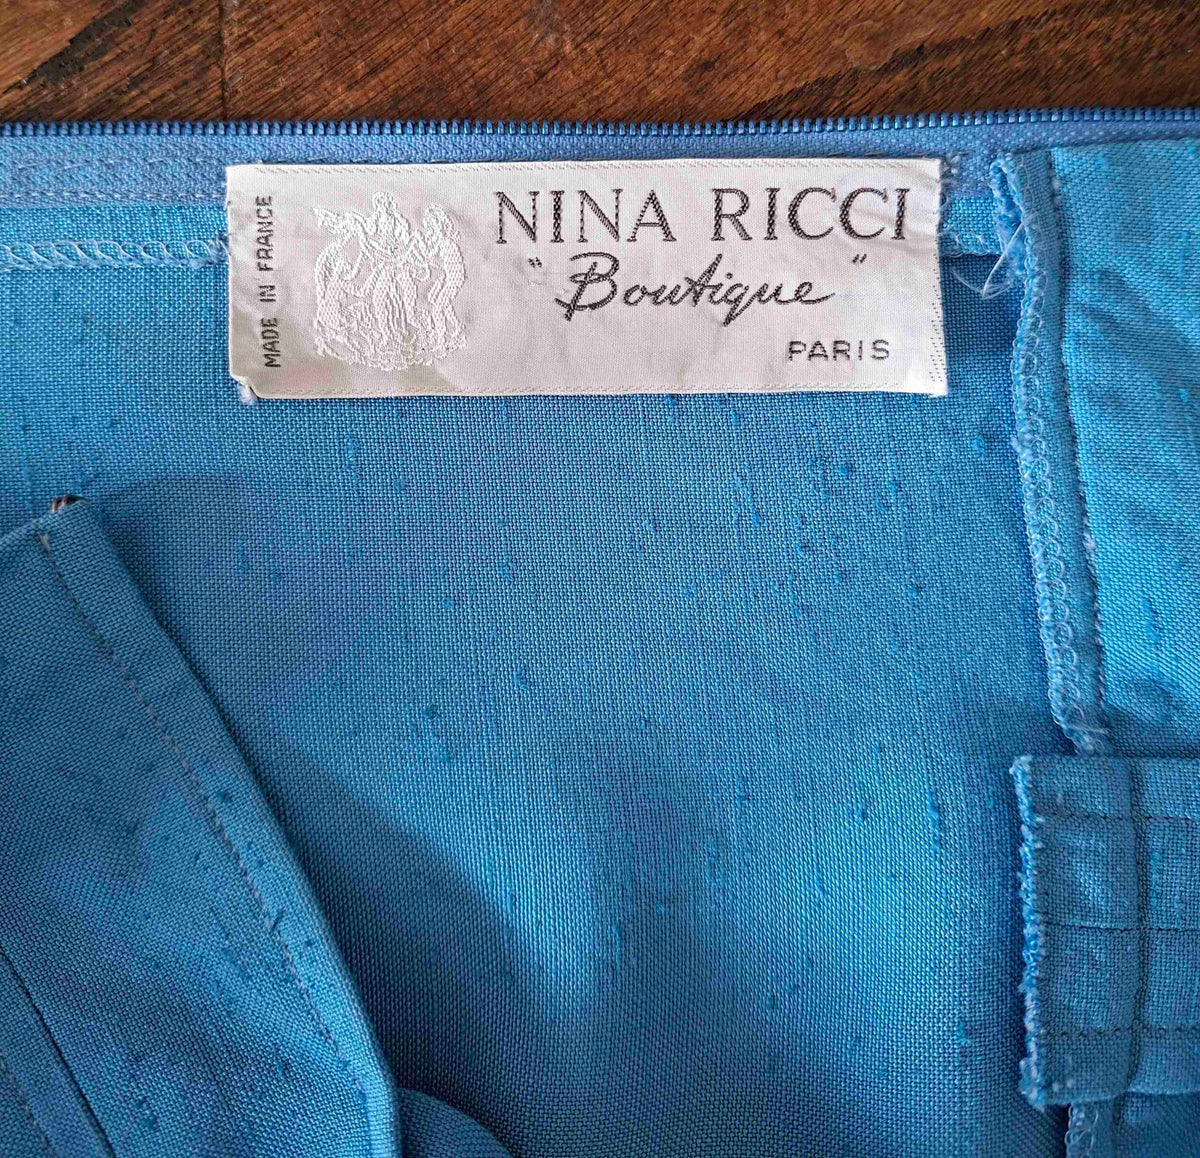 MADE IN FRANCE
NINA RICCI
"Boutique"
PARIS